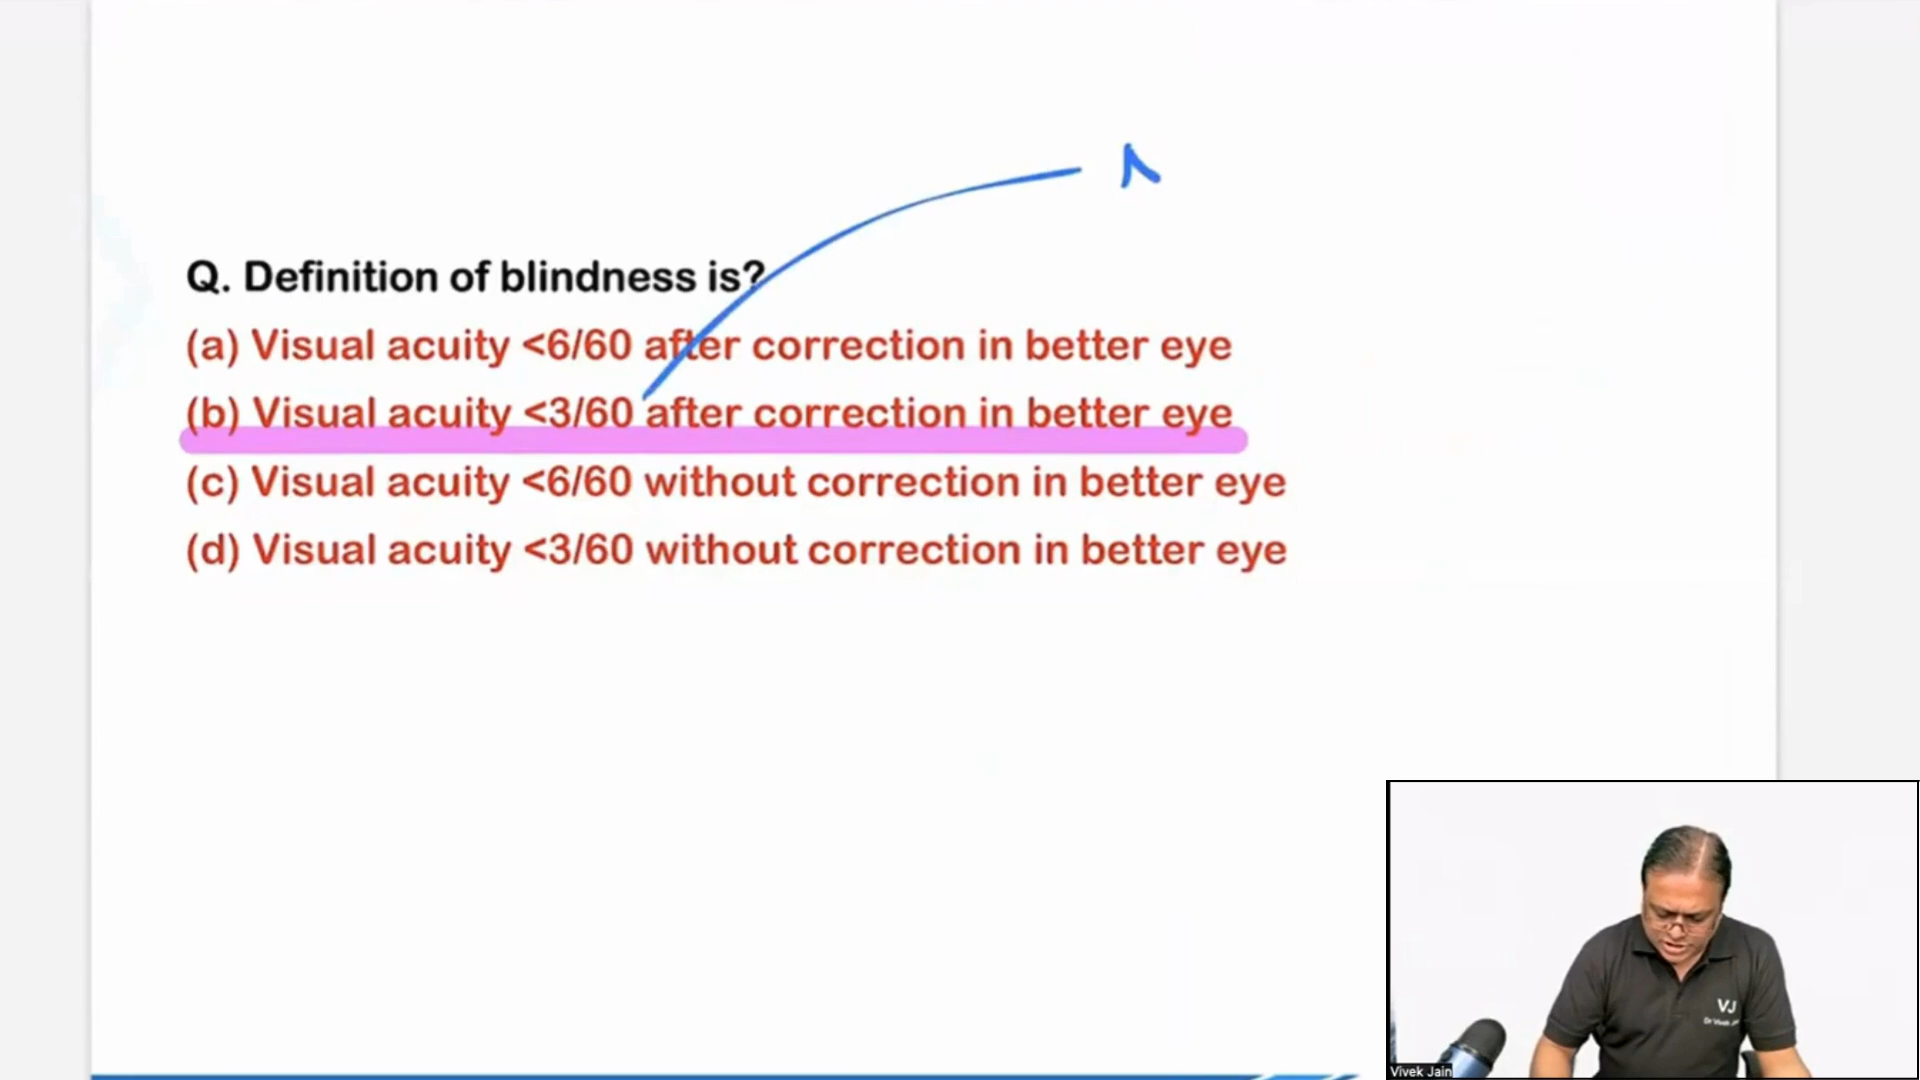 Q. Definition of blindness is?
(a) Visual acuity <6/60 after correction in better eye
(b) Visual acuity <3/60 after correction in better eye
(c) Visual acuity <6/60 without correction in better eye
(d) Visual acuity <3/60 without correction in better eye
VJ
Vivek Jain